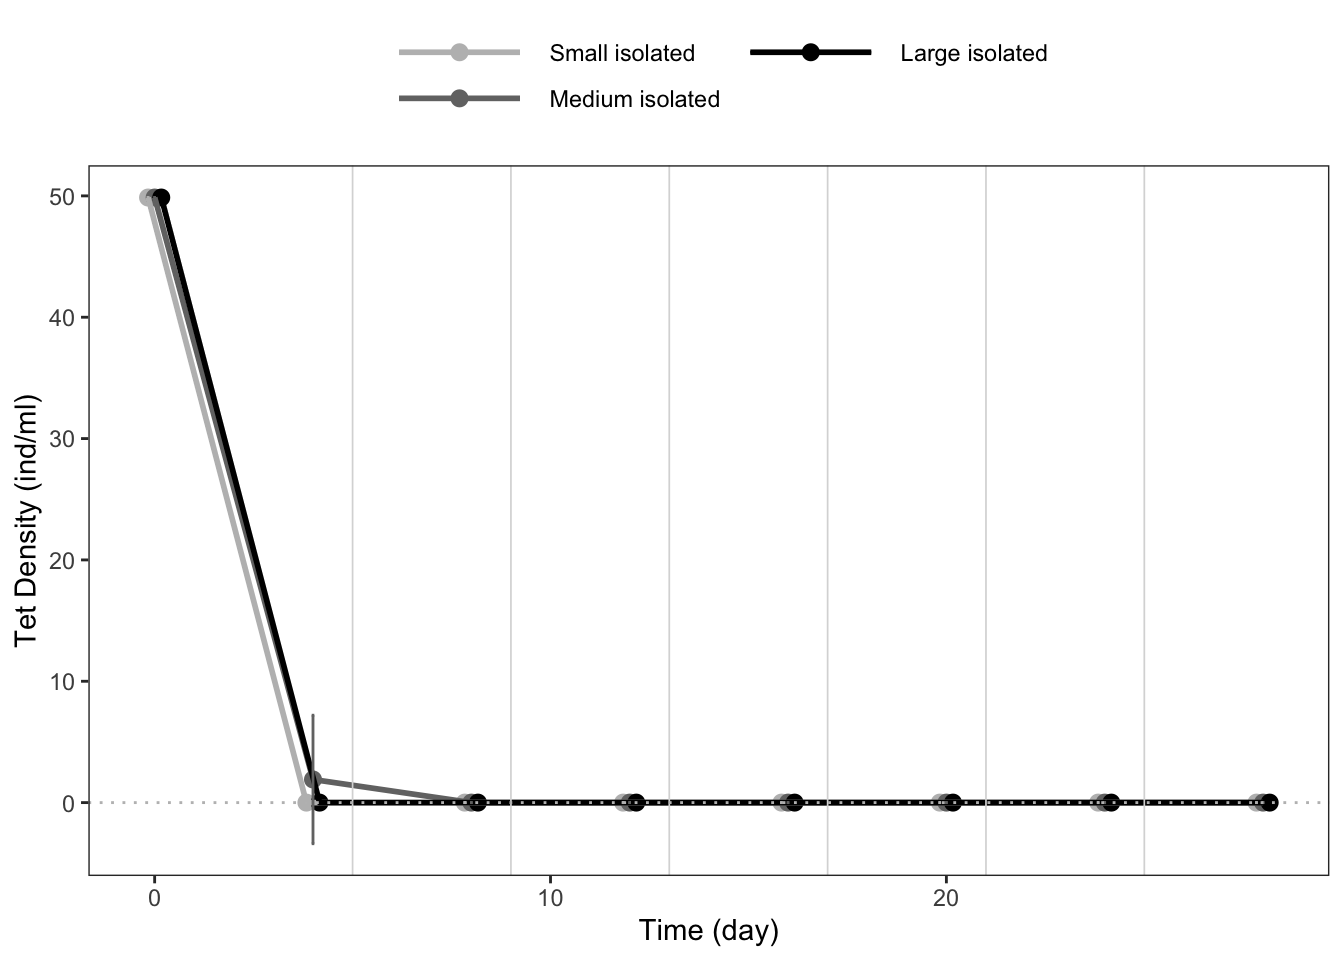 Small isolated
Large isolated
Medium isolated
50
40
30
20
10
0
Tet Density (ind/ml)
0
10
20
Time (day)